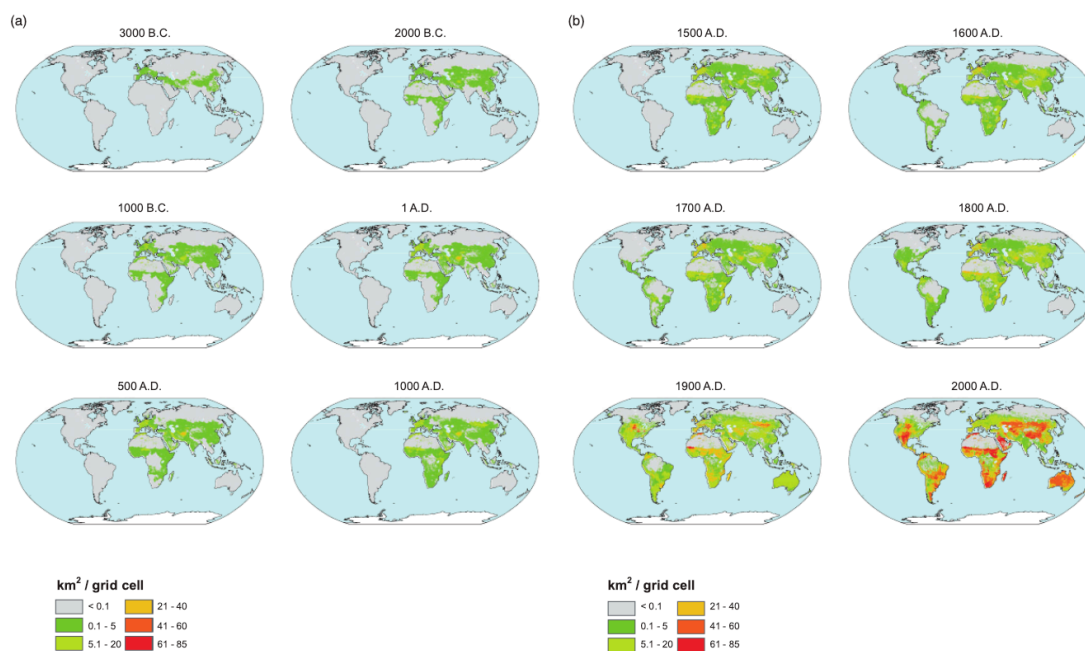 (a)
3000 B.C.
2000 B.C.
1000 B.C.
1 A.D.
500 A.D.
1000 A.D.
km² / grid cell
< 0.1
21 - 40
0.1 - 5
41 - 60
5.1 - 20
61 - 85
(b)
1500 A.D.
1600 A.D.
1700 A.D.
1800 A.D.
1900 A.D.
2000 A.D.
km² / grid cell
< 0.1
21 - 40
0.1 - 5
41 - 60
5.1 - 20
61 - 85